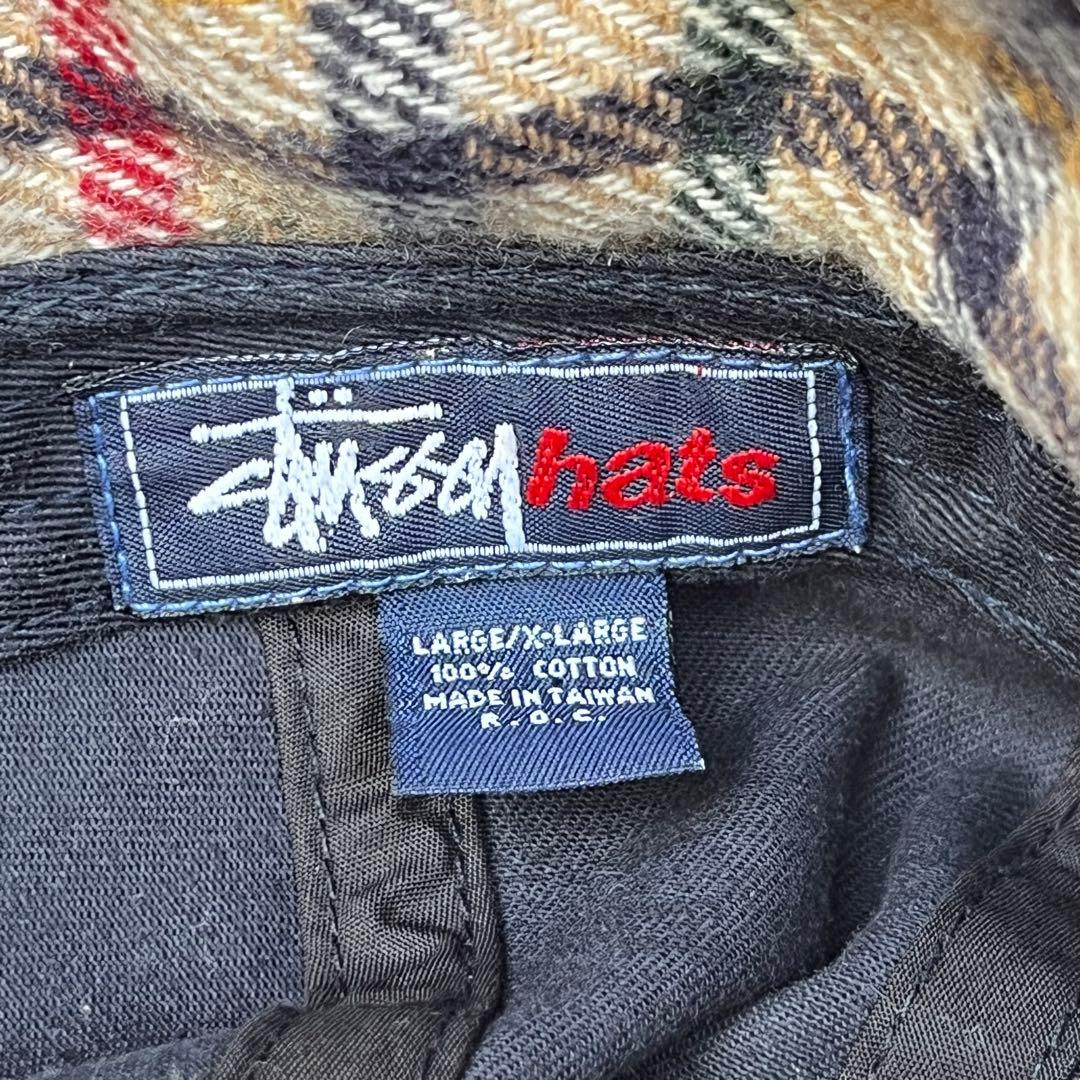 Stüssy hats
LARGE/X-LARGE
100% COTTON
MADE IN TAIWAN
R.O.C.